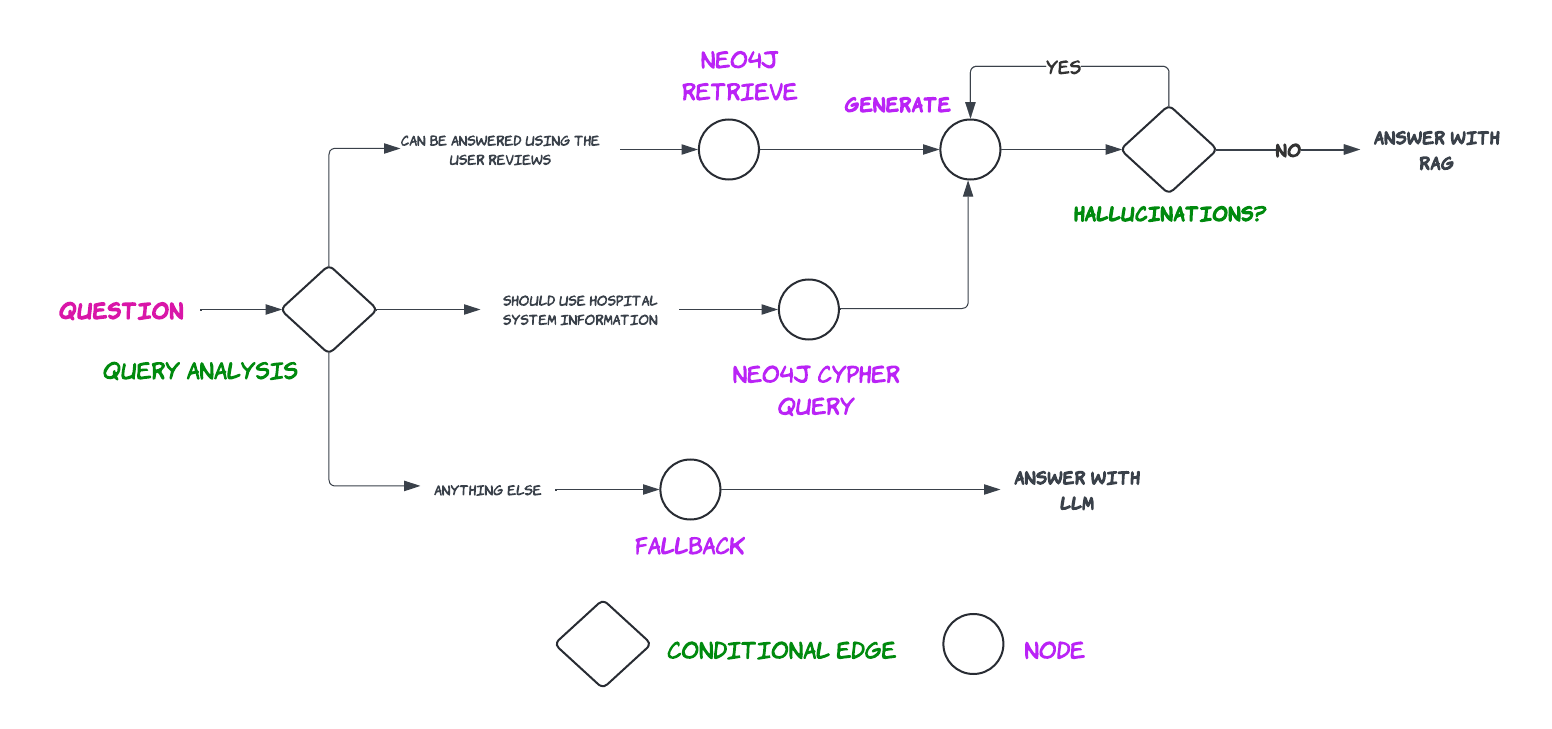 NEO4J
RETRIEVE
YES
GENERATE
CAN BE ANSWERED USING THE
USER REVIEWS
NO
ANSWER WITH
RAG
HALLUCINATIONS?
QUESTION
SHOULD USE HOSPITAL
SYSTEM INFORMATION
QUERY ANALYSIS
NEO4J CYPHER
QUERY
ANYTHING ELSE
ANSWER WITH
LLM
FALLBACK
CONDITIONAL EDGE
NODE